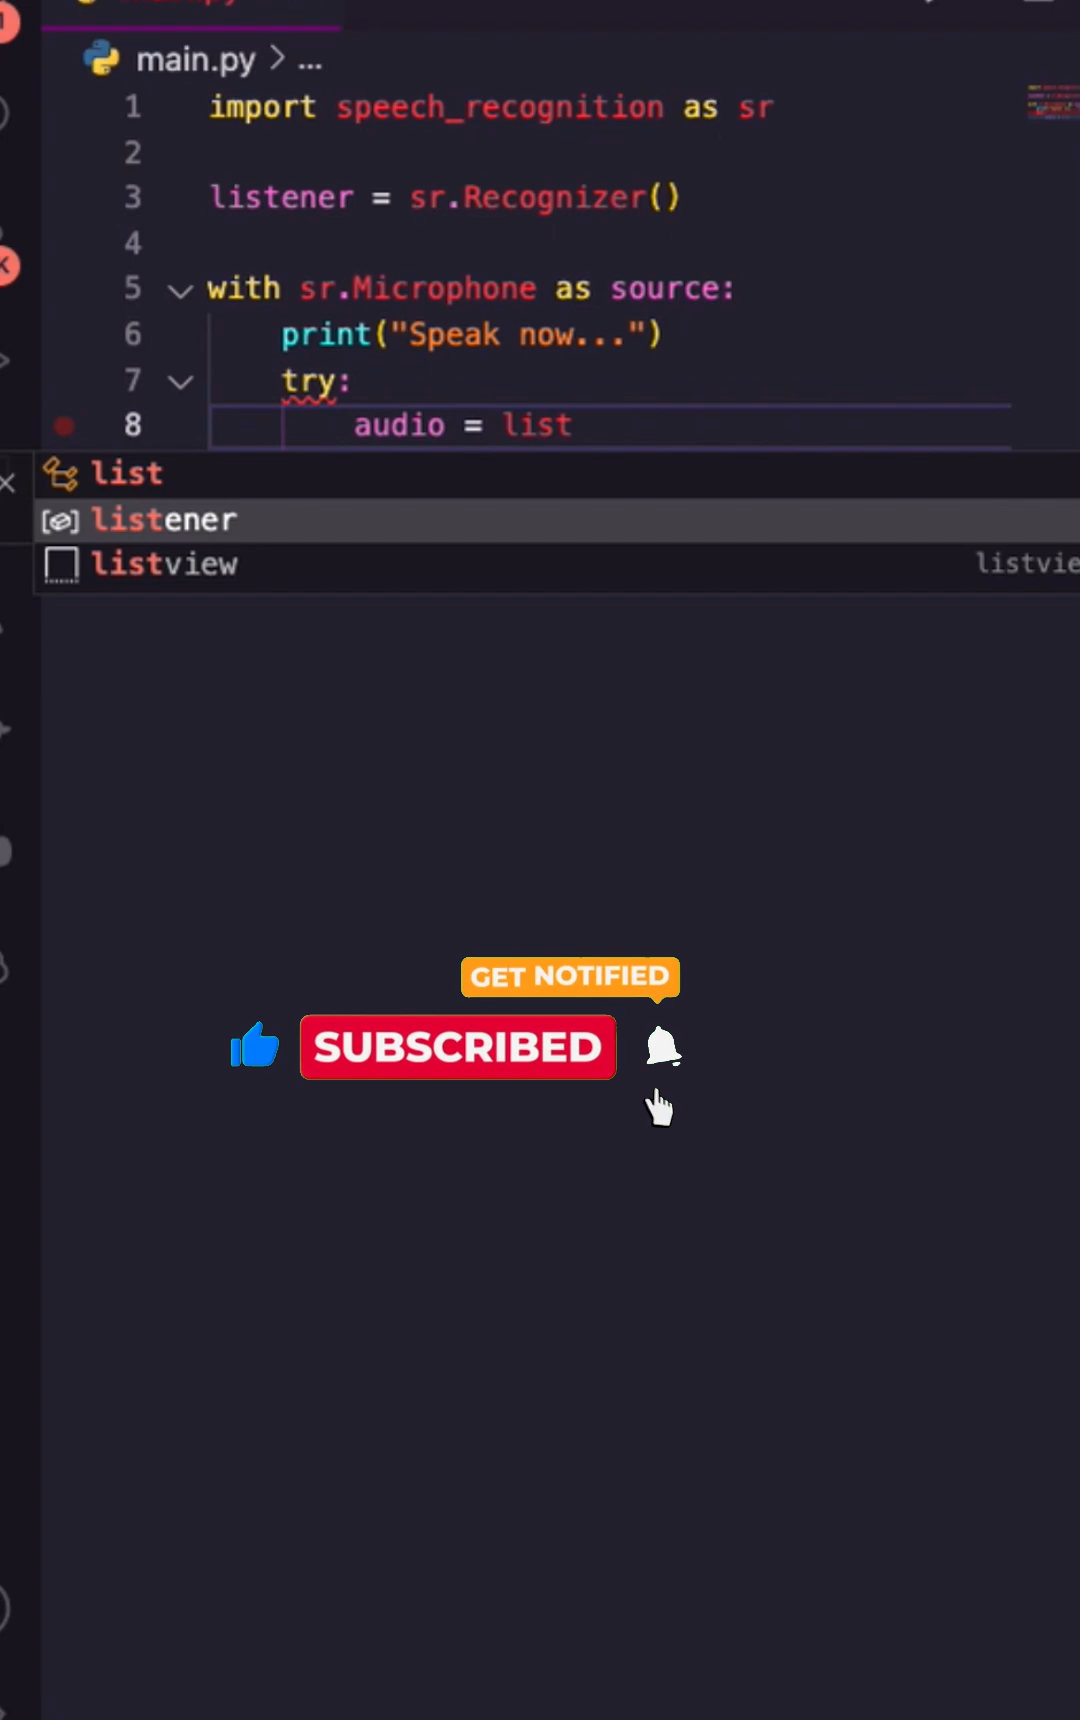 main.py > ...
1 import speech_recognition as sr
2
3 listener = sr.Recognizer()
4
5 with sr.Microphone as source:
6 print("Speak now...")
7 try:
8 audio = list
list
listener
listview listvie
GET NOTIFIED
SUBSCRIBED